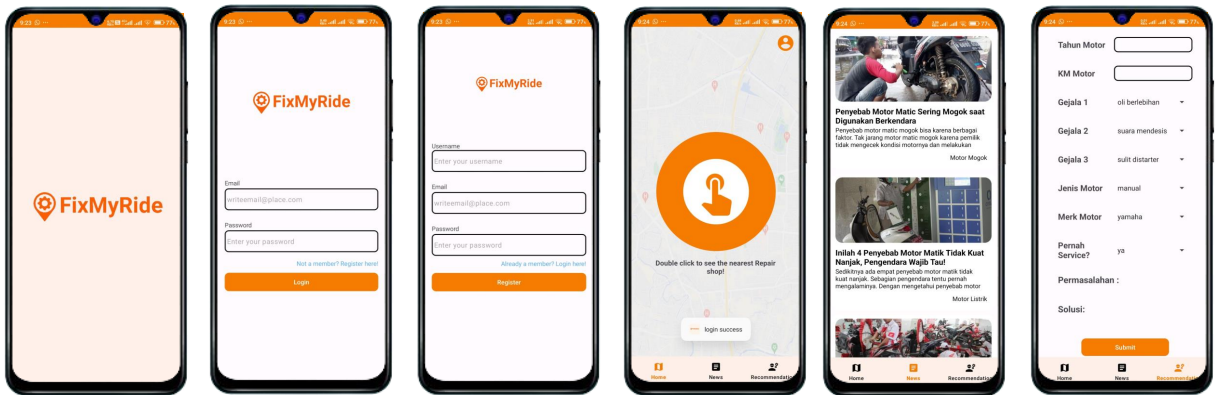 9:23
77%
FixMyRide
9:23
77%
FixMyRide
Email
writeemail@place.com
Password
Enter your password
Not a member? Register here!
Login
9:23
77%
FixMyRide
Username
Enter your username
Email
writeemail@place.com
Password
Enter your password
Already a member? Login here!
Register
9:24
77%
Double click to see the nearest Repair
shop!
login success
Home News Recommendation
9:24
77%
Penyebab Motor Matic Sering Mogok saat
Digunakan Berkendara
Penyebab motor matic mogok bisa karena berbagai
faktor. Tak jarang motor matic mogok karena pemilik
tidak mengecek kondisi motornya dan melakukan
Motor Mogok
Inilah 4 Penyebab Motor Matik Tidak Kuat
Nanjak, Pengendara Wajib Tau!
Sedikitnya ada empat penyebab motor matic tidak
kuat nanjak. Sebagian pengendara tentu pernah
mengalaminya. Dengan mengetahui penyebab motor
Motor Listrik
Home News Recommendation
9:24
77%
Tahun Motor
KM Motor
Gejala 1 oli berlebihan
Gejala 2 suara mendesis
Gejala 3 sulit distarter
Jenis Motor manual
Merk Motor yamaha
Pernah
Service? ya
Permasalahan :
Solusi:
Submit
Home News Recommendation